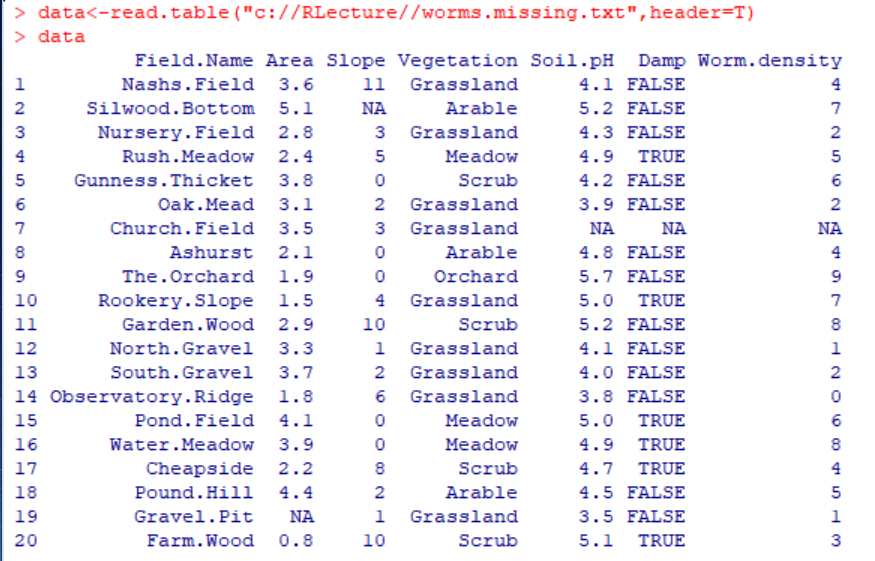 > data<-read.table("c://RLecture//worms.missing.txt",header=T)
> data
Field.Name Area Slope Vegetation Soil.pH Damp Worm.density
1 Nashs.Field 3.6 11 Grassland 4.1 FALSE 4
2 Silwood.Bottom 5.1 NA Arable 5.2 FALSE 7
3 Nursery.Field 2.8 3 Grassland 4.3 FALSE 2
4 Rush.Meadow 2.4 5 Meadow 4.9 TRUE 5
5 Gunness.Thicket 3.8 0 Scrub 4.2 FALSE 6
6 Oak.Mead 3.1 2 Grassland 3.9 FALSE 2
7 Church.Field 3.5 3 Grassland NA NA NA
8 Ashurst 2.1 0 Arable 4.8 FALSE 4
9 The.Orchard 1.9 0 Orchard 5.7 FALSE 9
10 Rookery.Slope 1.5 4 Grassland 5.0 TRUE 7
11 Garden.Wood 2.9 10 Scrub 5.2 FALSE 8
12 North.Gravel 3.3 1 Grassland 4.1 FALSE 1
13 South.Gravel 3.7 2 Grassland 4.0 FALSE 2
14 Observatory.Ridge 1.8 6 Grassland 3.8 FALSE 0
15 Pond.Field 4.1 0 Meadow 5.0 TRUE 6
16 Water.Meadow 3.9 0 Meadow 4.9 TRUE 8
17 Cheapside 2.2 8 Scrub 4.7 TRUE 4
18 Pound.Hill 4.4 2 Arable 4.5 FALSE 5
19 Gravel.Pit NA 1 Grassland 3.5 FALSE 1
20 Farm.Wood 0.8 10 Scrub 5.1 TRUE 3